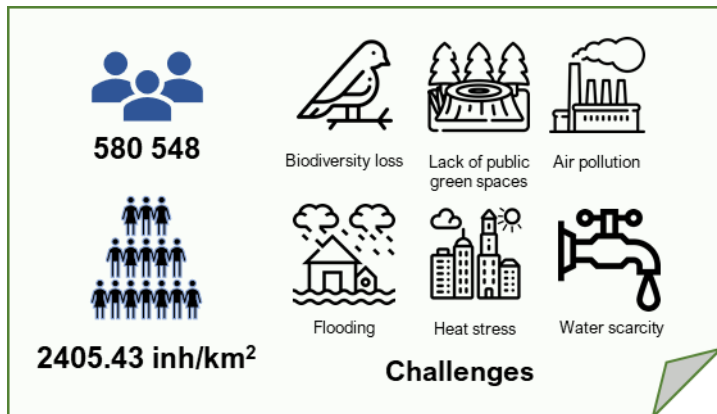 580 548
2405.43 inh/km²
Biodiversity loss
Lack of public
green spaces
Air pollution
Flooding
Heat stress
Water scarcity
Challenges